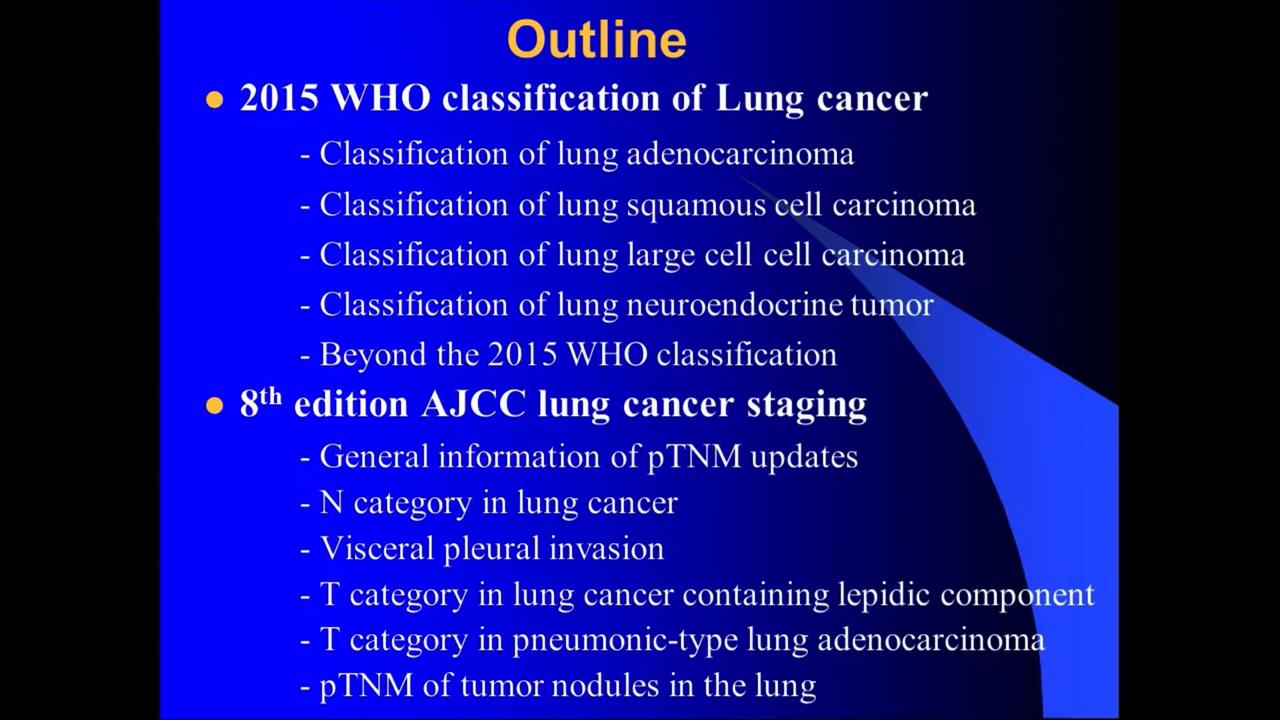 Outline
● 2015 WHO classification of Lung cancer
- Classification of lung adenocarcinoma
- Classification of lung squamous cell carcinoma
- Classification of lung large cell cell carcinoma
- Classification of lung neuroendocrine tumor
- Beyond the 2015 WHO classification
● 8th edition AJCC lung cancer staging
- General information of pTNM updates
- N category in lung cancer
- Visceral pleural invasion
- T category in lung cancer containing lepidic component
- T category in pneumonic-type lung adenocarcinoma
- pTNM of tumor nodules in the lung